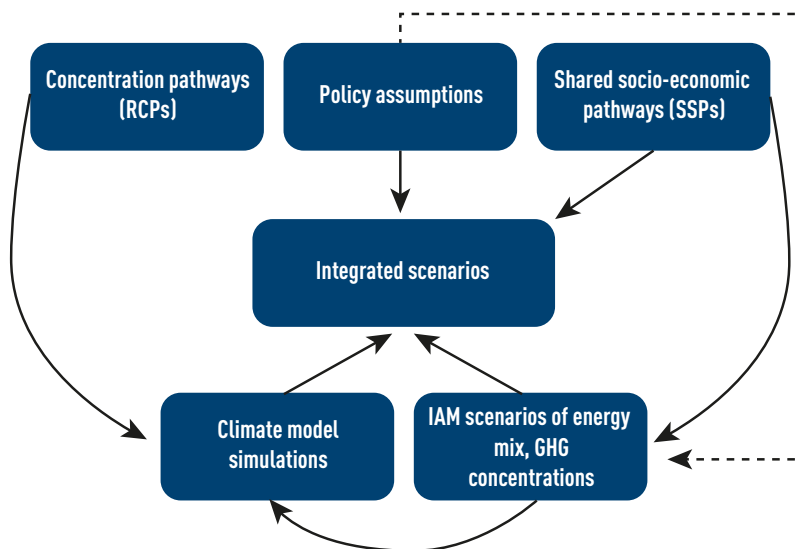 Concentration pathways
(RCPs)
Policy assumptions
Shared socio-economic
pathways (SSPs)
Integrated scenarios
Climate model
simulations
IAM scenarios of energy
mix, GHG
concentrations